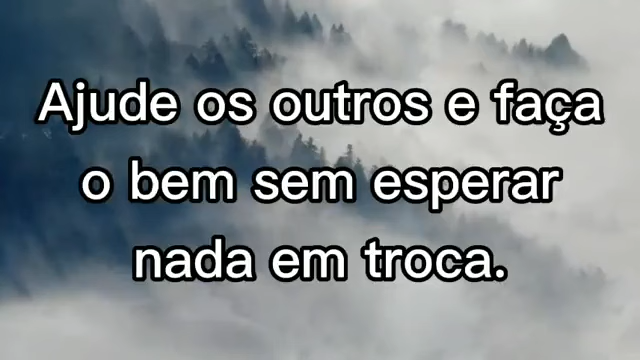 Ajude os outros e faça
o bem sem esperar
nada em troca.